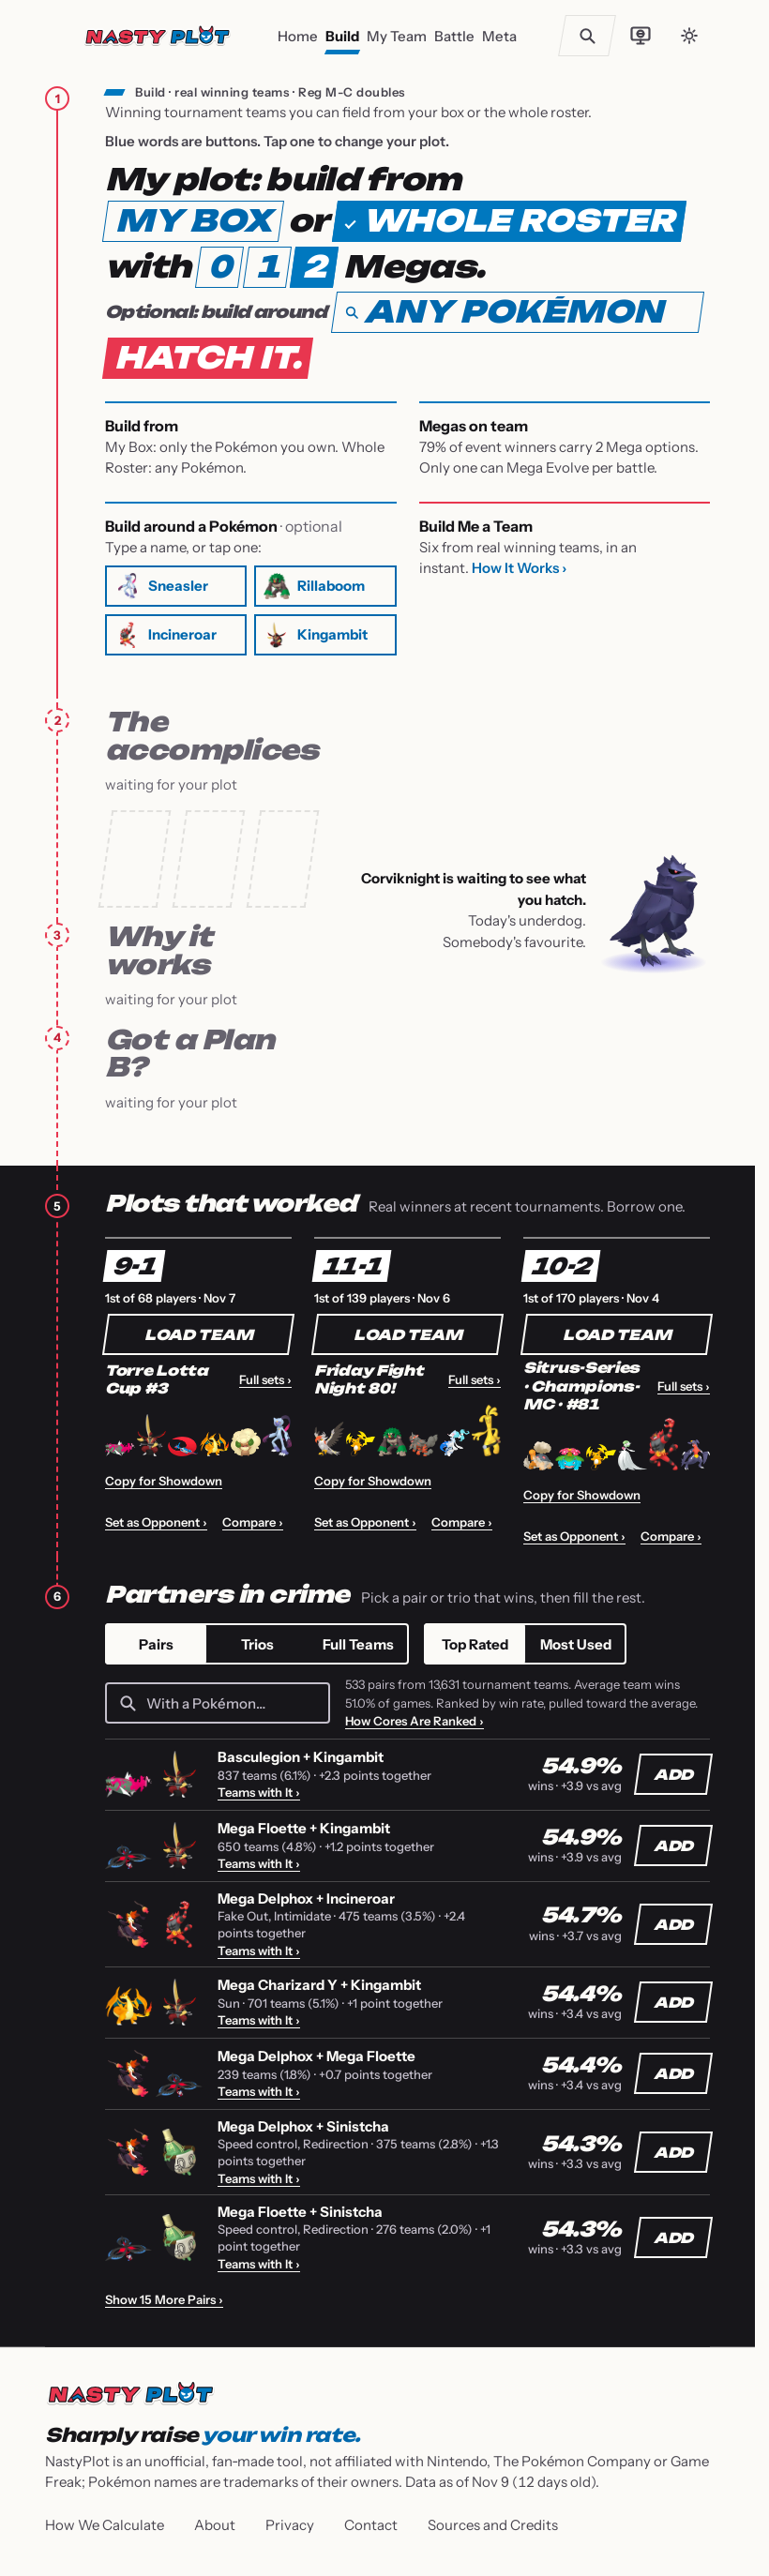 NASTY PLOT
Home Build My Team Battle Meta
1
Build · real winning teams · Reg M-C doubles
Winning tournament teams you can field from your box or the whole roster.
Blue words are buttons. Tap one to change your plot.
My plot: build from
MY BOX or WHOLE ROSTER
with 0 1 2 Megas.
Optional: build around ANY POKÉMON
HATCH IT.
Build from
My Box: only the Pokémon you own. Whole
Roster: any Pokémon.
Megas on team
79% of event winners carry 2 Mega options.
Only one can Mega Evolve per battle.
Build around a Pokémon · optional
Type a name, or tap one:
Sneasler
Rillaboom
Incineroar
Kingambit
Build Me a Team
Six from real winning teams, in an
instant. How It Works ›
2
The
accomplices
waiting for your plot
Corviknight is waiting to see what
you hatch.
Today's underdog.
Somebody's favourite.
3
Why it
works
waiting for your plot
4
Got a Plan
B?
waiting for your plot
5
Plots that worked Real winners at recent tournaments. Borrow one.
9-1
1st of 68 players · Nov 7
LOAD TEAM
Torre Lotta
Cup #3
Full sets ›
Copy for Showdown
Set as Opponent › Compare ›
11-1
1st of 139 players · Nov 6
LOAD TEAM
Friday Fight
Night 80!
Full sets ›
Copy for Showdown
Set as Opponent › Compare ›
10-2
1st of 170 players · Nov 4
LOAD TEAM
Sitrus-Series
• Champions-
MC • #81
Full sets ›
Copy for Showdown
Set as Opponent › Compare ›
6
Partners in crime Pick a pair or trio that wins, then fill the rest.
Pairs Trios Full Teams Top Rated Most Used
With a Pokémon...
533 pairs from 13,631 tournament teams. Average team wins
51.0% of games. Ranked by win rate, pulled toward the average.
How Cores Are Ranked ›
Basculegion + Kingambit
837 teams (6.1%) · +2.3 points together
Teams with It ›
54.9%
wins · +3.9 vs avg
ADD
Mega Floette + Kingambit
650 teams (4.8%) · +1.2 points together
Teams with It ›
54.9%
wins · +3.9 vs avg
ADD
Mega Delphox + Incineroar
Fake Out, Intimidate · 475 teams (3.5%) · +2.4
points together
Teams with It ›
54.7%
wins · +3.7 vs avg
ADD
Mega Charizard Y + Kingambit
Sun · 701 teams (5.1%) · +1 point together
Teams with It ›
54.4%
wins · +3.4 vs avg
ADD
Mega Delphox + Mega Floette
239 teams (1.8%) · +0.7 points together
Teams with It ›
54.4%
wins · +3.4 vs avg
ADD
Mega Delphox + Sinistcha
Speed control, Redirection · 375 teams (2.8%) · +1.3
points together
Teams with It ›
54.3%
wins · +3.3 vs avg
ADD
Mega Floette + Sinistcha
Speed control, Redirection · 276 teams (2.0%) · +1
point together
Teams with It ›
54.3%
wins · +3.3 vs avg
ADD
Show 15 More Pairs ›
NASTY PLOT
Sharply raise your win rate.
NastyPlot is an unofficial, fan-made tool, not affiliated with Nintendo, The Pokémon Company or Game
Freak; Pokémon names are trademarks of their owners. Data as of Nov 9 (12 days old).
How We Calculate About Privacy Contact Sources and Credits